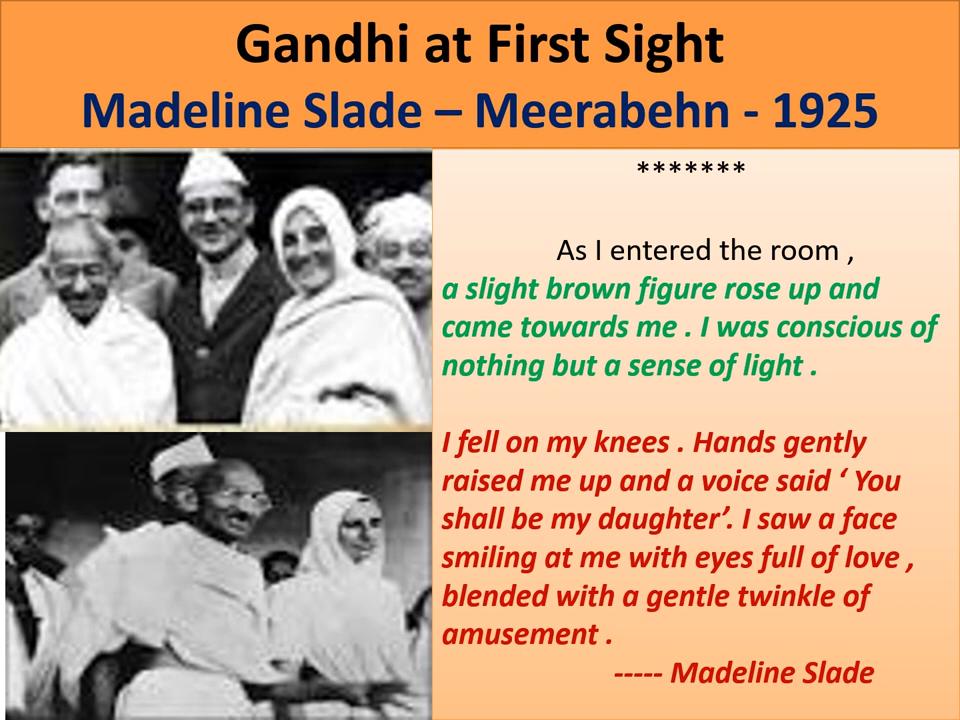 Gandhi at First Sight
Madeline Slade – Meerabehn - 1925
*******
As I entered the room ,
a slight brown figure rose up and
came towards me . I was conscious of
nothing but a sense of light .
I fell on my knees . Hands gently
raised me up and a voice said ‘ You
shall be my daughter’. I saw a face
smiling at me with eyes full of love ,
blended with a gentle twinkle of
amusement .
----- Madeline Slade